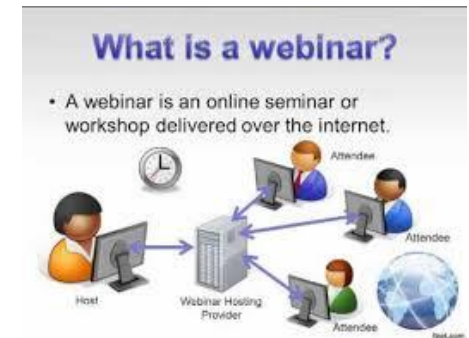 What is a webinar?
• A webinar is an online seminar or
workshop delivered over the internet.
Attendee
Attendee
Host
Webinar Hosting
Provider
Attendee